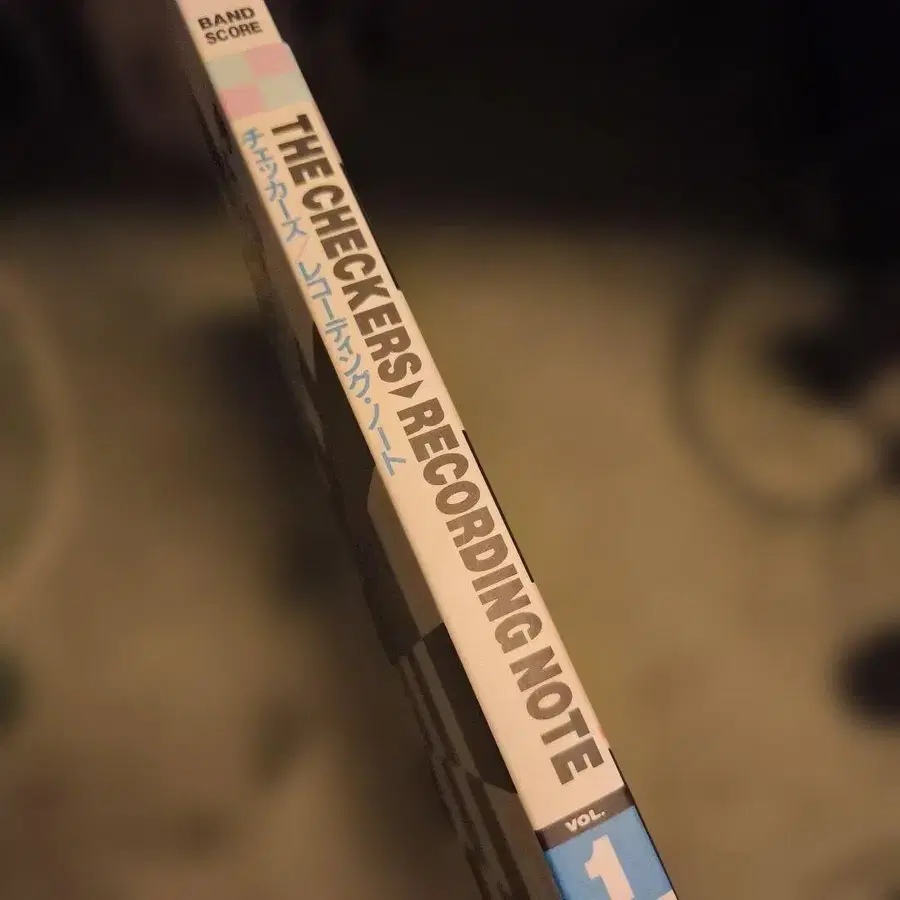 BAND
SCORE
THE CHECKERS♦RECORDING NOTE
チェッカーズ/レコーディング・ノート
VOL.
1